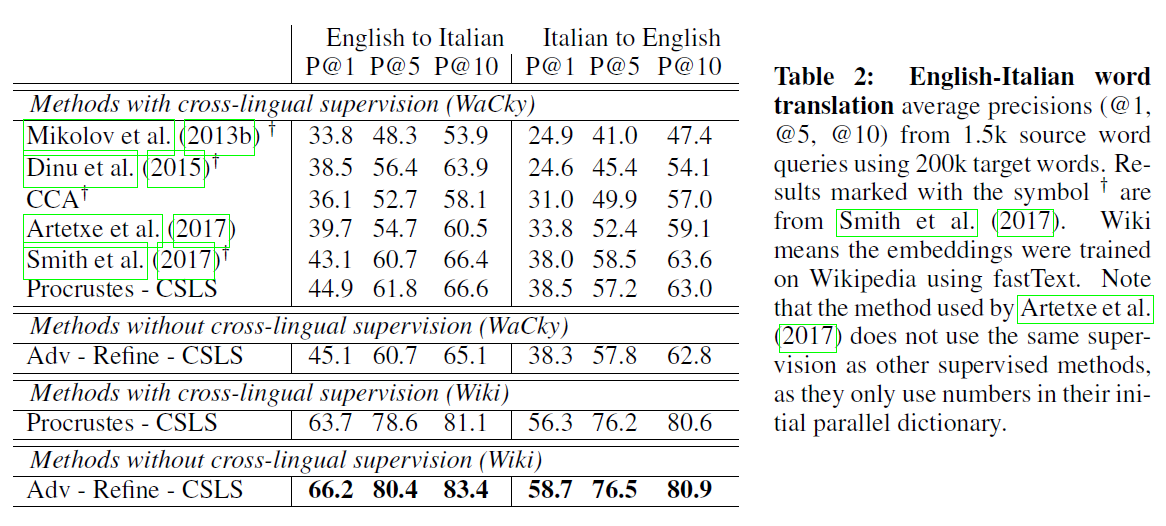 English to Italian Italian to English
P@1 P@5 P@10 P@1 P@5 P@10
Methods with cross-lingual supervision (WaCky)
Mikolov et al. (2013b) † 33.8 48.3 53.9 24.9 41.0 47.4
Dinu et al. (2015)† 38.5 56.4 63.9 24.6 45.4 54.1
CCA† 36.1 52.7 58.1 31.0 49.9 57.0
Artetxe et al. (2017) 39.7 54.7 60.5 33.8 52.4 59.1
Smith et al. (2017)† 43.1 60.7 66.4 38.0 58.5 63.6
Procrustes - CSLS 44.9 61.8 66.6 38.5 57.2 63.0
Methods without cross-lingual supervision (WaCky)
Adv - Refine - CSLS 45.1 60.7 65.1 38.3 57.8 62.8
Methods with cross-lingual supervision (Wiki)
Procrustes - CSLS 63.7 78.6 81.1 56.3 76.2 80.6
Methods without cross-lingual supervision (Wiki)
Adv - Refine - CSLS 66.2 80.4 83.4 58.7 76.5 80.9
Table 2: English-Italian word
translation average precisions (@1,
@5, @10) from 1.5k source word
queries using 200k target words. Re-
sults marked with the symbol † are
from Smith et al. (2017). Wiki
means the embeddings were trained
on Wikipedia using fastText. Note
that the method used by Artetxe et al.
(2017) does not use the same super-
vision as other supervised methods,
as they only use numbers in their ini-
tial parallel dictionary.